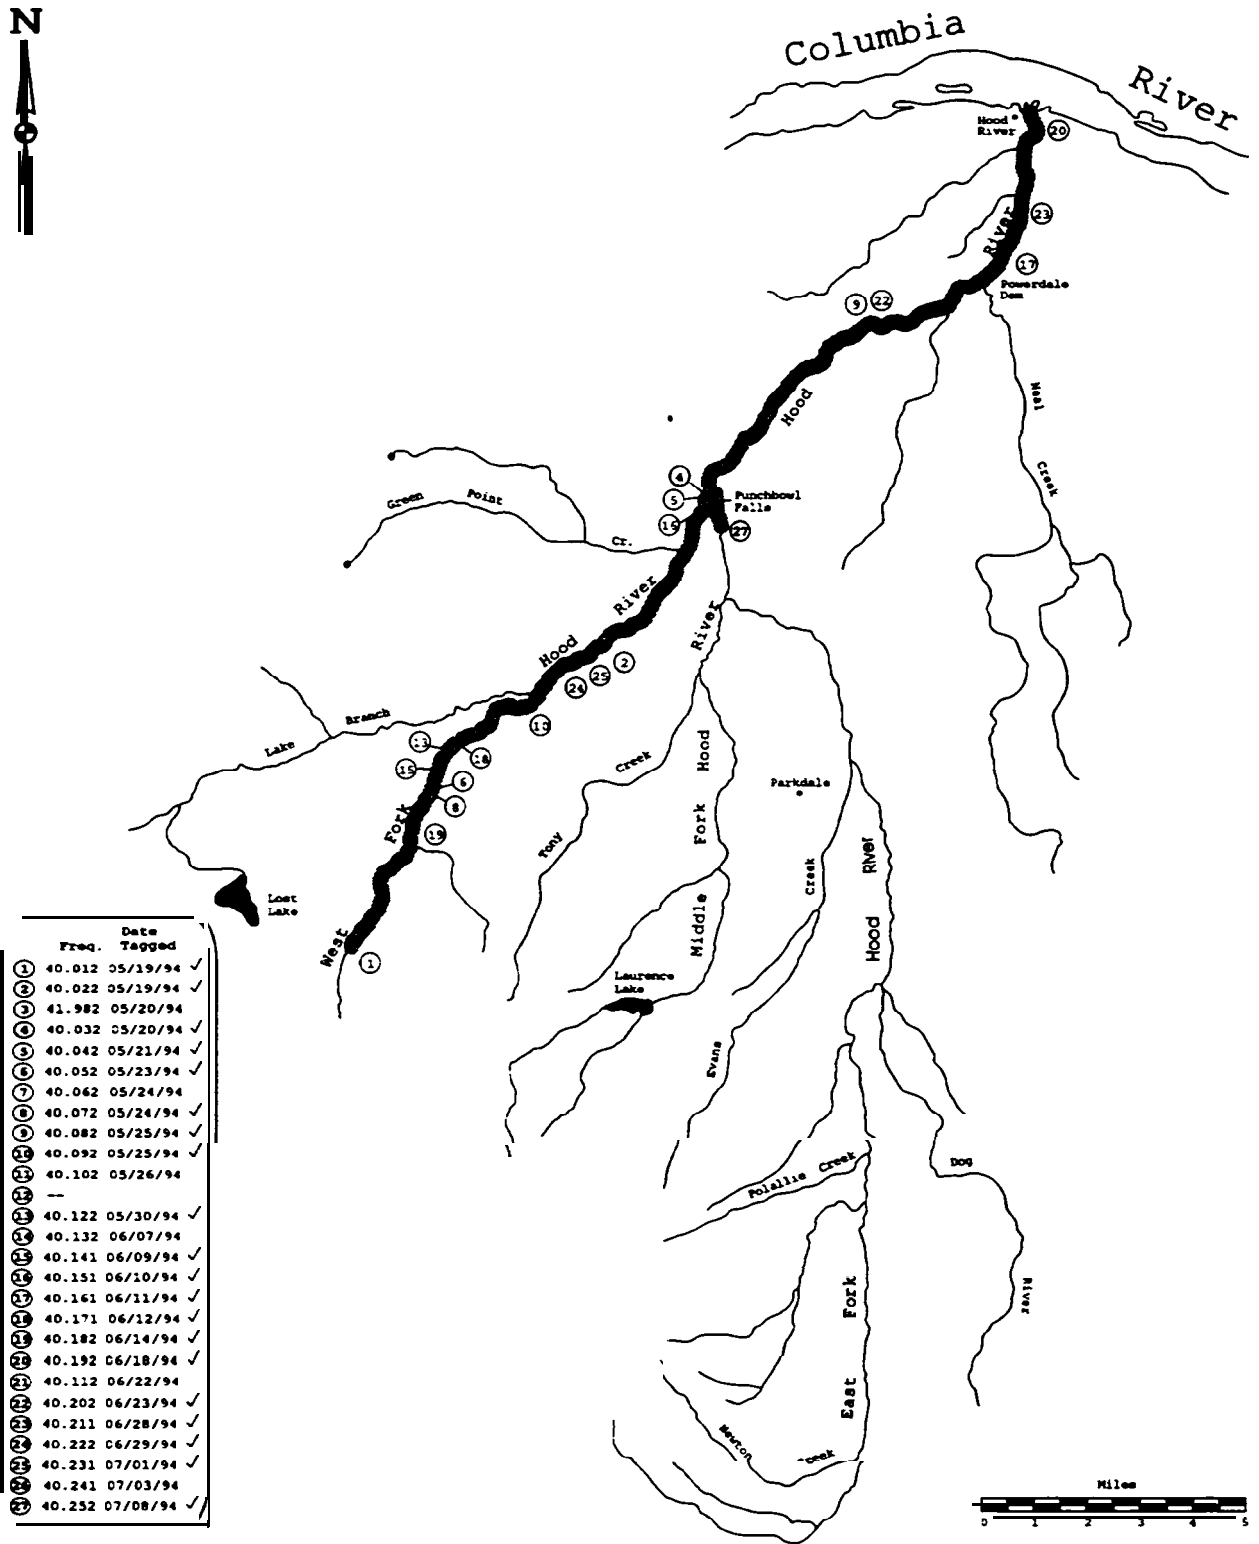 N
Columbia
River
Hood
River
20
23
River
17
Powerdale
Dam
9
22
Hood
Neal
Creek
4
5
16
Punchbowl
Falls
27
Green
Point
Cr.
River
Hood
River
2
25
24
10
Branch
Lake
13
18
15
6
8
Fork
19
Creek
Tony
Hood
Fork
Middle
Parkdale
Creek
River
Hood
Lost
Lake
West
1
Laurence
Lake
Evans
Polallie Creek
Dog
River
Fork
East
Newton
Creek
Date
Freq. Tagged
1 40.012 05/19/94 ✓
2 40.022 05/19/94 ✓
3 41.982 05/20/94
4 40.032 05/20/94 ✓
5 40.042 05/21/94 ✓
6 40.052 05/23/94 ✓
7 40.062 05/24/94
8 40.072 05/24/94 ✓
9 40.082 05/25/94 ✓
10 40.092 05/25/94 ✓
11 40.102 05/26/94
12 --
13 40.122 05/30/94 ✓
14 40.132 06/07/94
15 40.141 06/09/94 ✓
16 40.151 06/10/94 ✓
17 40.161 06/11/94 ✓
18 40.171 06/12/94 ✓
19 40.182 06/14/94 ✓
20 40.192 06/18/94 ✓
21 40.112 06/22/94
22 40.202 06/23/94 ✓
23 40.211 06/28/94 ✓
24 40.222 06/29/94 ✓
25 40.231 07/01/94 ✓
26 40.241 07/03/94
27 40.252 07/08/94 ✓
Miles
0 1 2 3 4 5